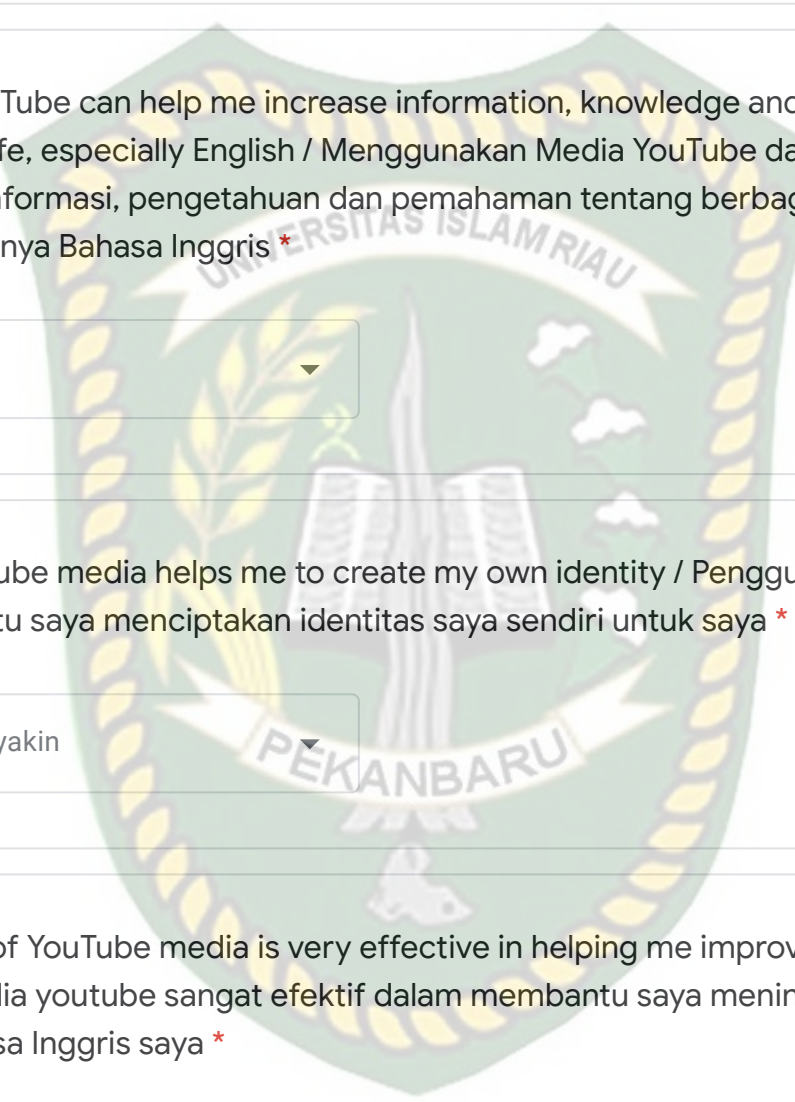 Tube can help me increase information, knowledge and
fe, especially English / Menggunakan Media YouTube da
nformasi, pengetahuan dan pemahaman tentang berbag
nya Bahasa Inggris *
UNIVERSITAS ISLAM RIAU
ube media helps me to create my own identity / Penggu
tu saya menciptakan identitas saya sendiri untuk saya *
yakin
PEKANBARU
of YouTube media is very effective in helping me improv
dia youtube sangat efektif dalam membantu saya menin
sa Inggris saya *